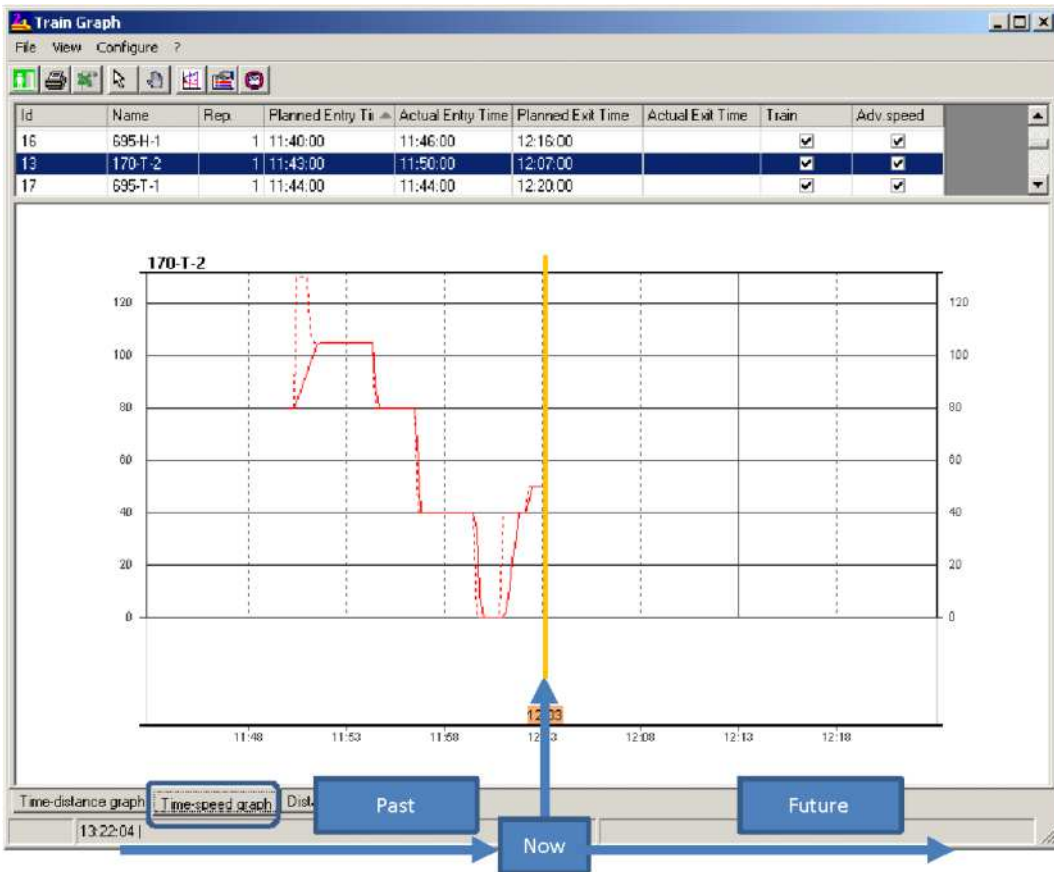 Train Graph
File View Configure ?
Id Name Rep. Planned Entry Ti Actual Entry Time Planned Exit Time Actual Exit Time Train Adv.speed
16 695-H-1 1 11:40:00 11:46:00 12:16:00
13 170-T-2 1 11:43:00 11:50:00 12:07:00
17 695-T-1 1 11:44:00 11:44:00 12:20:00
170-T-2
120 120
100 100
80 80
60 60
40 40
20 20
0 0
12:03
11:48 11:53 11:58 12:03 12:08 12:13 12:18
Time-distance graph Time-speed graph Dist
Past Future
13:22:04
Now